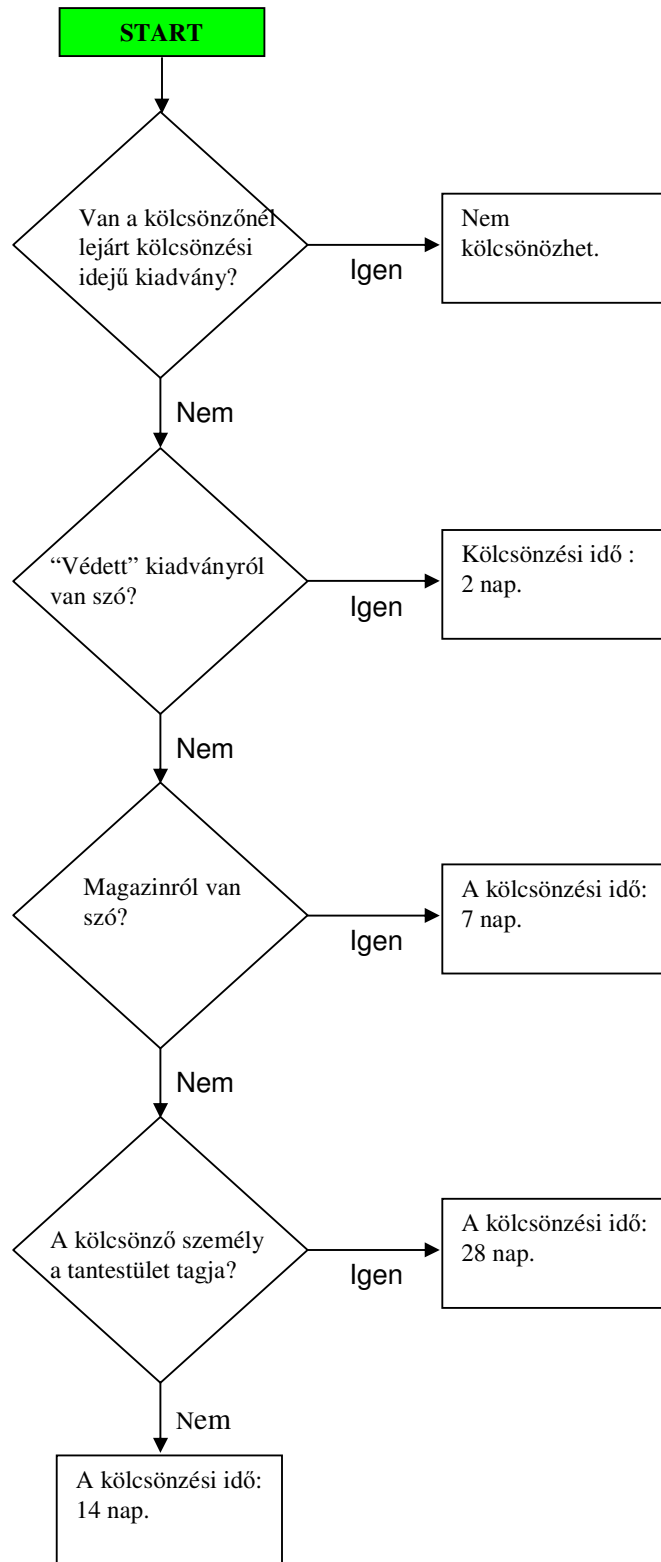 START
Van a kölcsönzőnél
lejárt kölcsönzési
idejű kiadvány?
Igen
Nem
kölcsönözhet.
Nem
“Védett” kiadványról
van szó?
Igen
Kölcsönzési idő :
2 nap.
Nem
Magazinról van
szó?
Igen
A kölcsönzési idő:
7 nap.
Nem
A kölcsönző személy
a tantestület tagja?
Igen
A kölcsönzési idő:
28 nap.
Nem
A kölcsönzési idő:
14 nap.